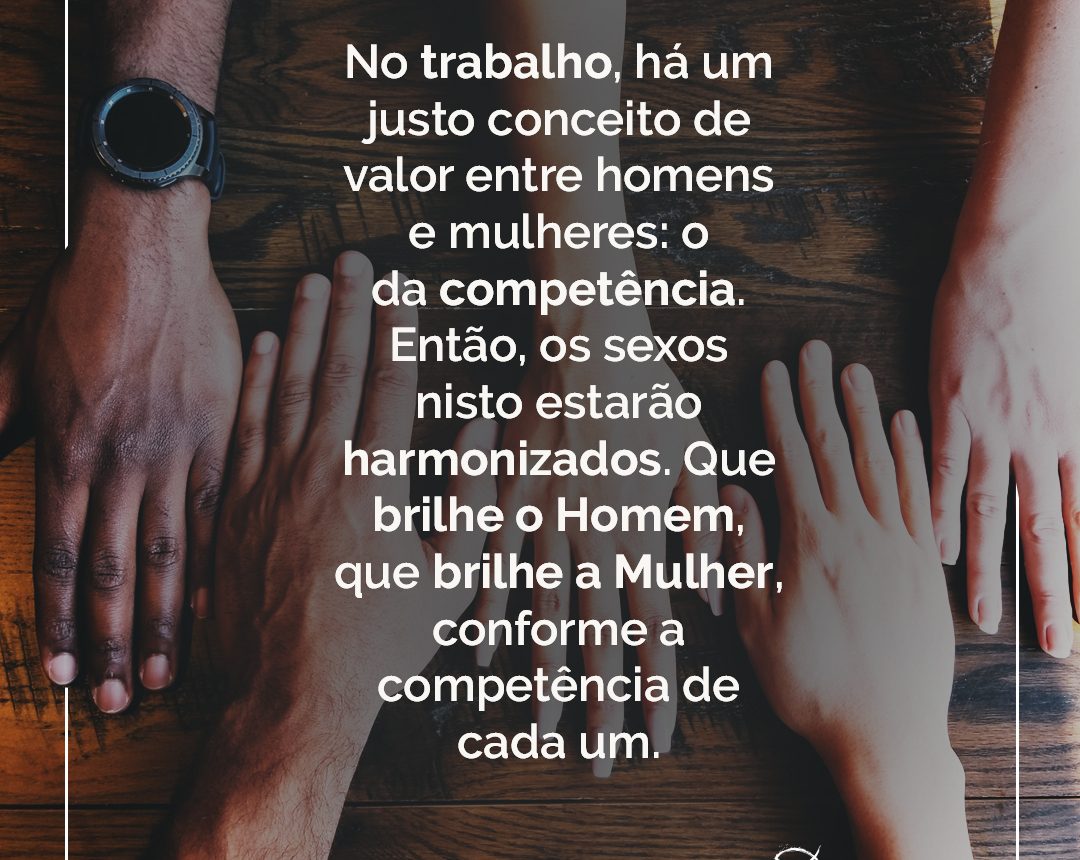 No trabalho, há um
justo conceito de
valor entre homens
e mulheres: o
da competência.
Então, os sexos
nisto estarão
harmonizados. Que
brilhe o Homem,
que brilhe a Mulher,
conforme a
competência de
cada um.